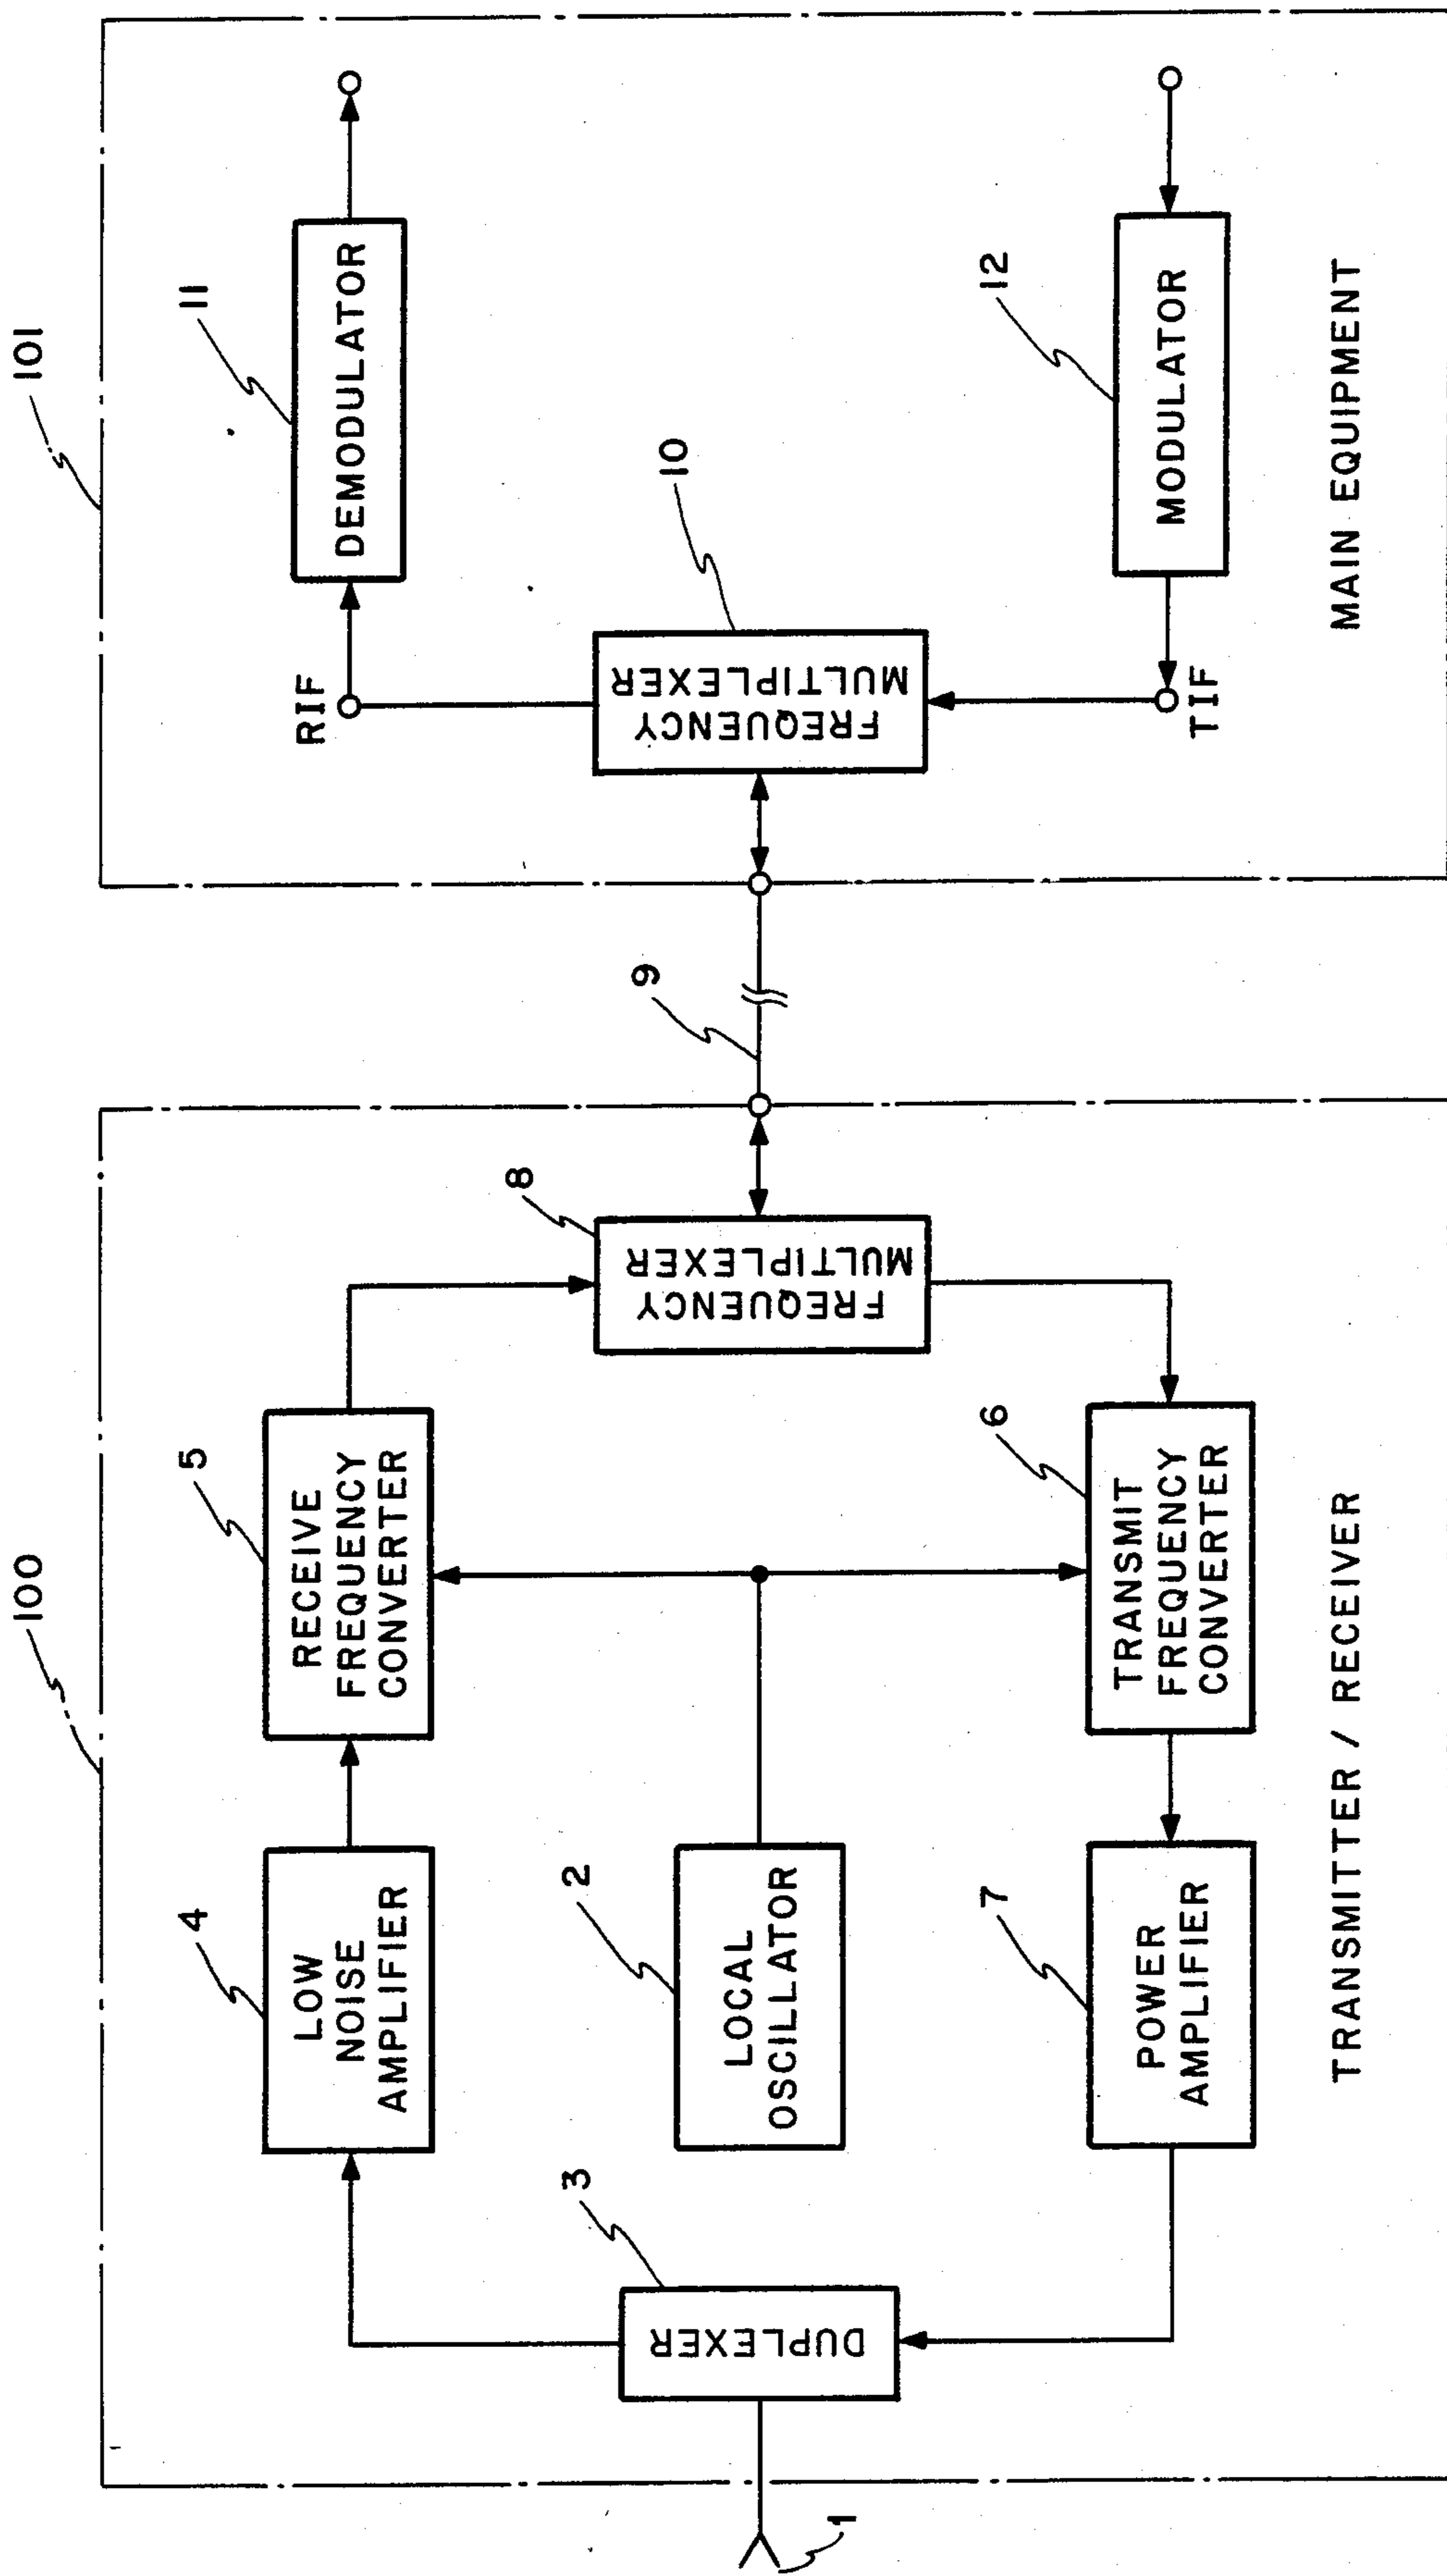 100
101
4
LOW
NOISE
AMPLIFIER
5
RECEIVE
FREQUENCY
CONVERTER
RIF
11
DEMODULATOR
3
DUPLEXER
2
LOCAL
OSCILLATOR
8
FREQUENCY
MULTIPLEXER
9
10
FREQUENCY
MULTIPLEXER
1
7
POWER
AMPLIFIER
6
TRANSMIT
FREQUENCY
CONVERTER
TIF
12
MODULATOR
TRANSMITTER / RECEIVER
MAIN EQUIPMENT